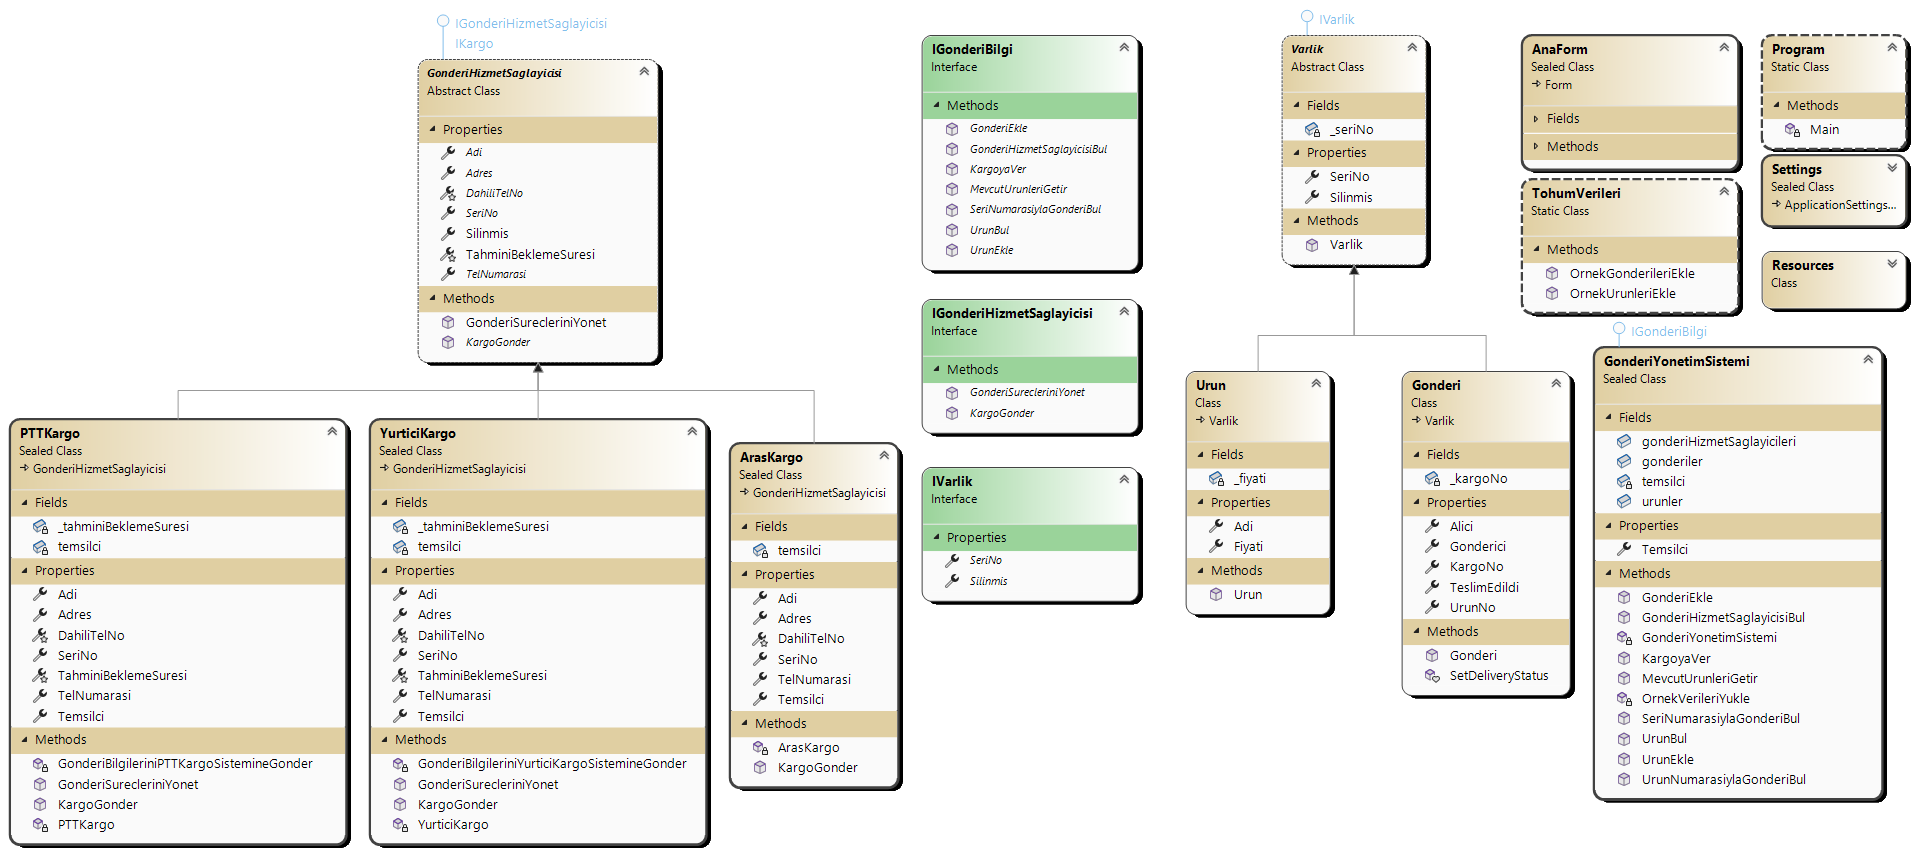 IGonderiHizmetSaglayicisi
IKargo
GonderiHizmetSaglayicisi
Abstract Class
Properties
Adi
Adres
DahiliTelNo
SeriNo
Silinmis
TahminiBeklemeSuresi
TelNumarasi
Methods
GonderiSurecleriniYonet
KargoGonder
PTTKargo
Sealed Class
GonderiHizmetSaglayicisi
Fields
_tahminiBeklemeSuresi
temsilci
Properties
Adi
Adres
DahiliTelNo
SeriNo
TahminiBeklemeSuresi
TelNumarasi
Temsilci
Methods
GonderiBilgileriniPTTKargoSistemineGonder
GonderiSurecleriniYonet
KargoGonder
PTTKargo
YurticiKargo
Sealed Class
GonderiHizmetSaglayicisi
Fields
_tahminiBeklemeSuresi
temsilci
Properties
Adi
Adres
DahiliTelNo
SeriNo
TahminiBeklemeSuresi
TelNumarasi
Temsilci
Methods
GonderiBilgileriniYurticiKargoSistemineGonder
GonderiSurecleriniYonet
KargoGonder
YurticiKargo
ArasKargo
Sealed Class
GonderiHizmetSaglayicisi
Fields
temsilci
Properties
Adi
Adres
DahiliTelNo
SeriNo
TelNumarasi
Temsilci
Methods
ArasKargo
KargoGonder
IGonderiBilgi
Interface
Methods
GonderiEkle
GonderiHizmetSaglayicisiBul
KargoyaVer
MevcutUrunleriGetir
SeriNumarasiylaGonderiBul
UrunBul
UrunEkle
IGonderiHizmetSaglayicisi
Interface
Methods
GonderiSurecleriniYonet
KargoGonder
IVarlik
Interface
Properties
SeriNo
Silinmis
IVarlik
Varlik
Abstract Class
Fields
_seriNo
Properties
SeriNo
Silinmis
Methods
Varlik
Urun
Class
Varlik
Fields
_fiyati
Properties
Adi
Fiyati
Methods
Urun
Gonderi
Class
Varlik
Fields
_kargoNo
Properties
Alici
Gonderici
KargoNo
TeslimEdildi
UrunNo
Methods
Gonderi
SetDeliveryStatus
AnaForm
Sealed Class
Form
Fields
Methods
TohumVerileri
Static Class
Methods
OrnekGonderileriEkle
OrnekUrunleriEkle
Program
Static Class
Methods
Main
Settings
Sealed Class
ApplicationSettings...
Resources
Class
IGonderiBilgi
GonderiYonetimSistemi
Sealed Class
Fields
gonderiHizmetSaglayicileri
gonderiler
temsilci
urunler
Properties
Temsilci
Methods
GonderiEkle
GonderiHizmetSaglayicisiBul
GonderiYonetimSistemi
KargoyaVer
MevcutUrunleriGetir
OrnekVerileriYukle
SeriNumarasiylaGonderiBul
UrunBul
UrunEkle
UrunNumarasiylaGonderiBul